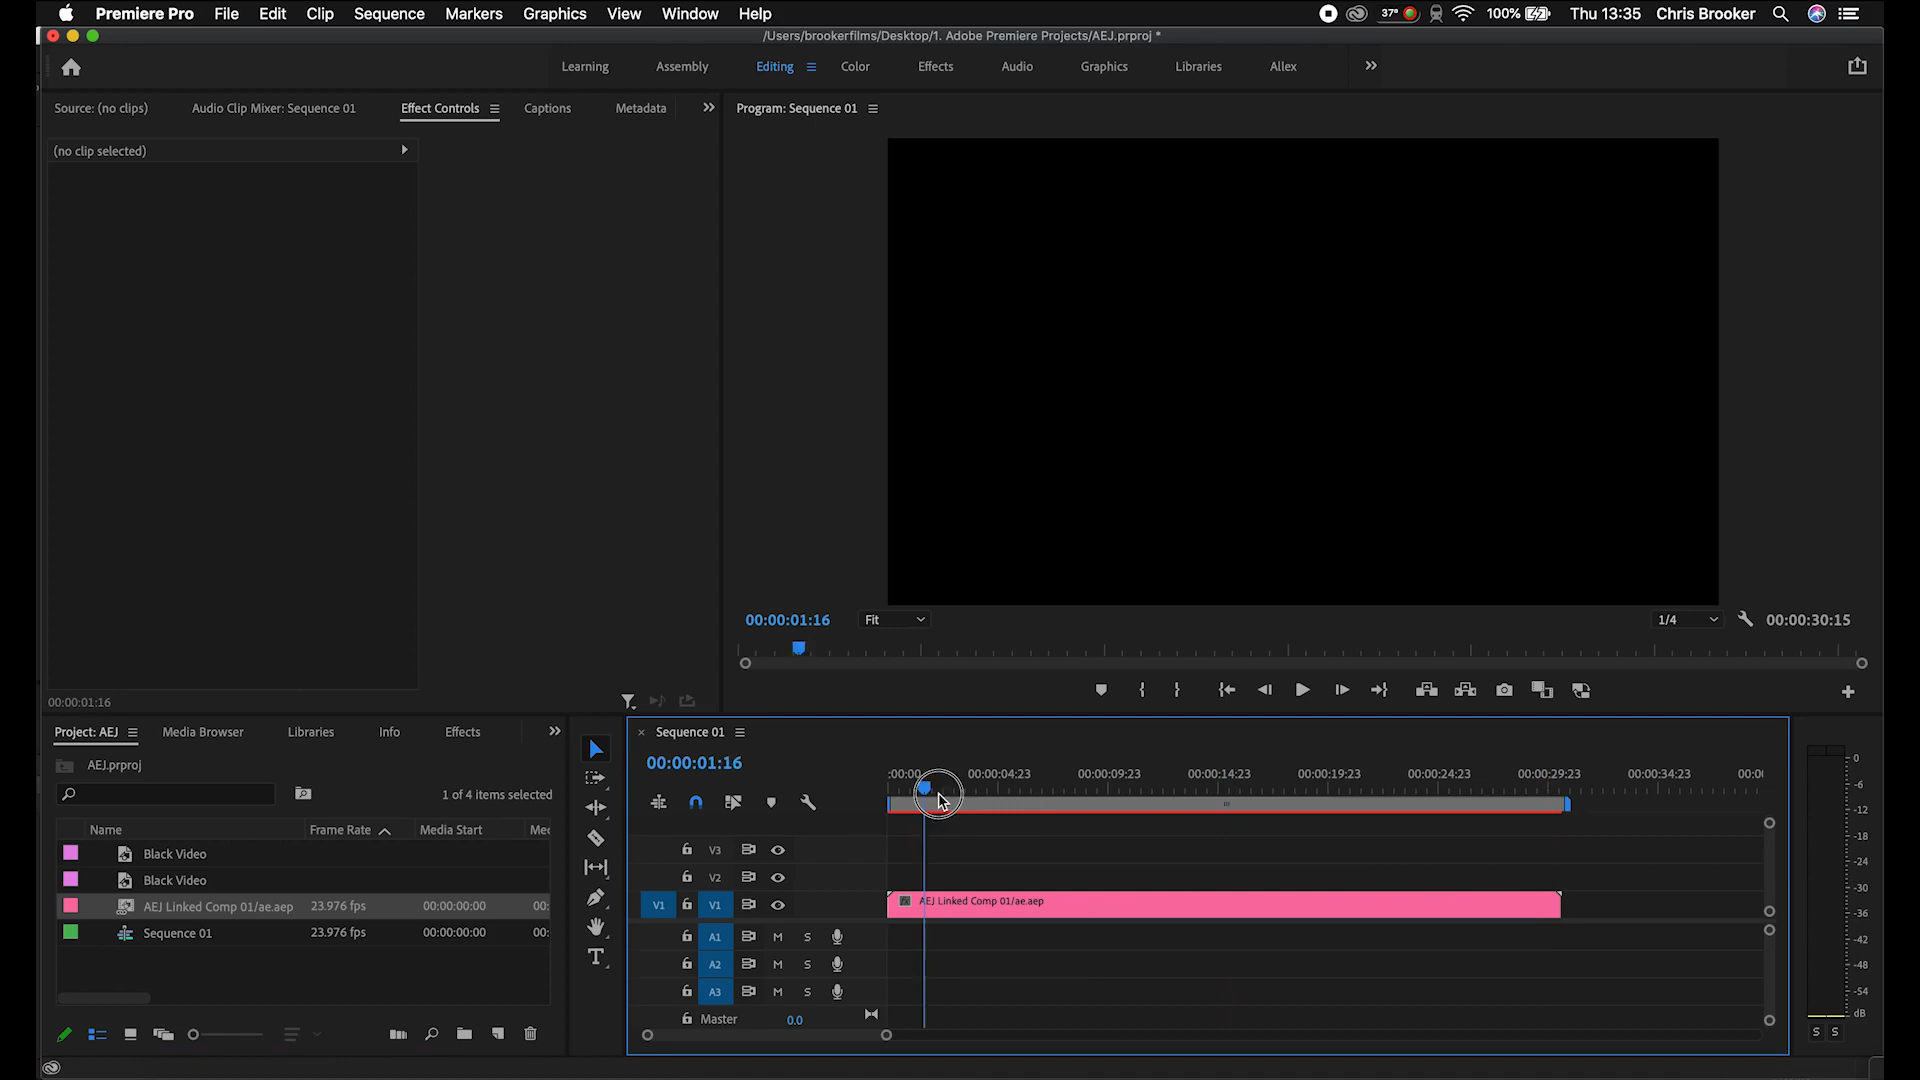 Premiere Pro File Edit Clip Sequence Markers Graphics View Window Help 37° 100% Thu 13:35 Chris Brooker
/Users/brookerfilms/Desktop/1. Adobe Premiere Projects/AEJ.prproj *
Learning Assembly Editing Color Effects Audio Graphics Libraries Allex
Source: (no clips) Audio Clip Mixer: Sequence 01 Effect Controls Captions Metadata
Program: Sequence 01
(no clip selected)
00:00:01:16 Fit 1/4 00:00:30:15
00:00:01:16
Project: AEJ Media Browser Libraries Info Effects
AEJ.prproj
1 of 4 items selected
Name Frame Rate Media Start Mec
Black Video
Black Video
AEJ Linked Comp 01/ae.aep 23.976 fps 00:00:00:00 00:
Sequence 01 23.976 fps 00:00:00:00 00:
× Sequence 01
00:00:01:16
:00:00 00:00:04:23 00:00:09:23 00:00:14:23 00:00:19:23 00:00:24:23 00:00:29:23 00:00:34:23 00:0
V3
V2
V1 V1 fx AEJ Linked Comp 01/ae.aep
A1 M S
A2 M S
A3 M S
Master 0.0
0
-6
-12
-18
-24
-30
-36
-42
-48
-54
dB
S S